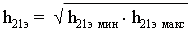 h21э = √h21э мин · h21э макс